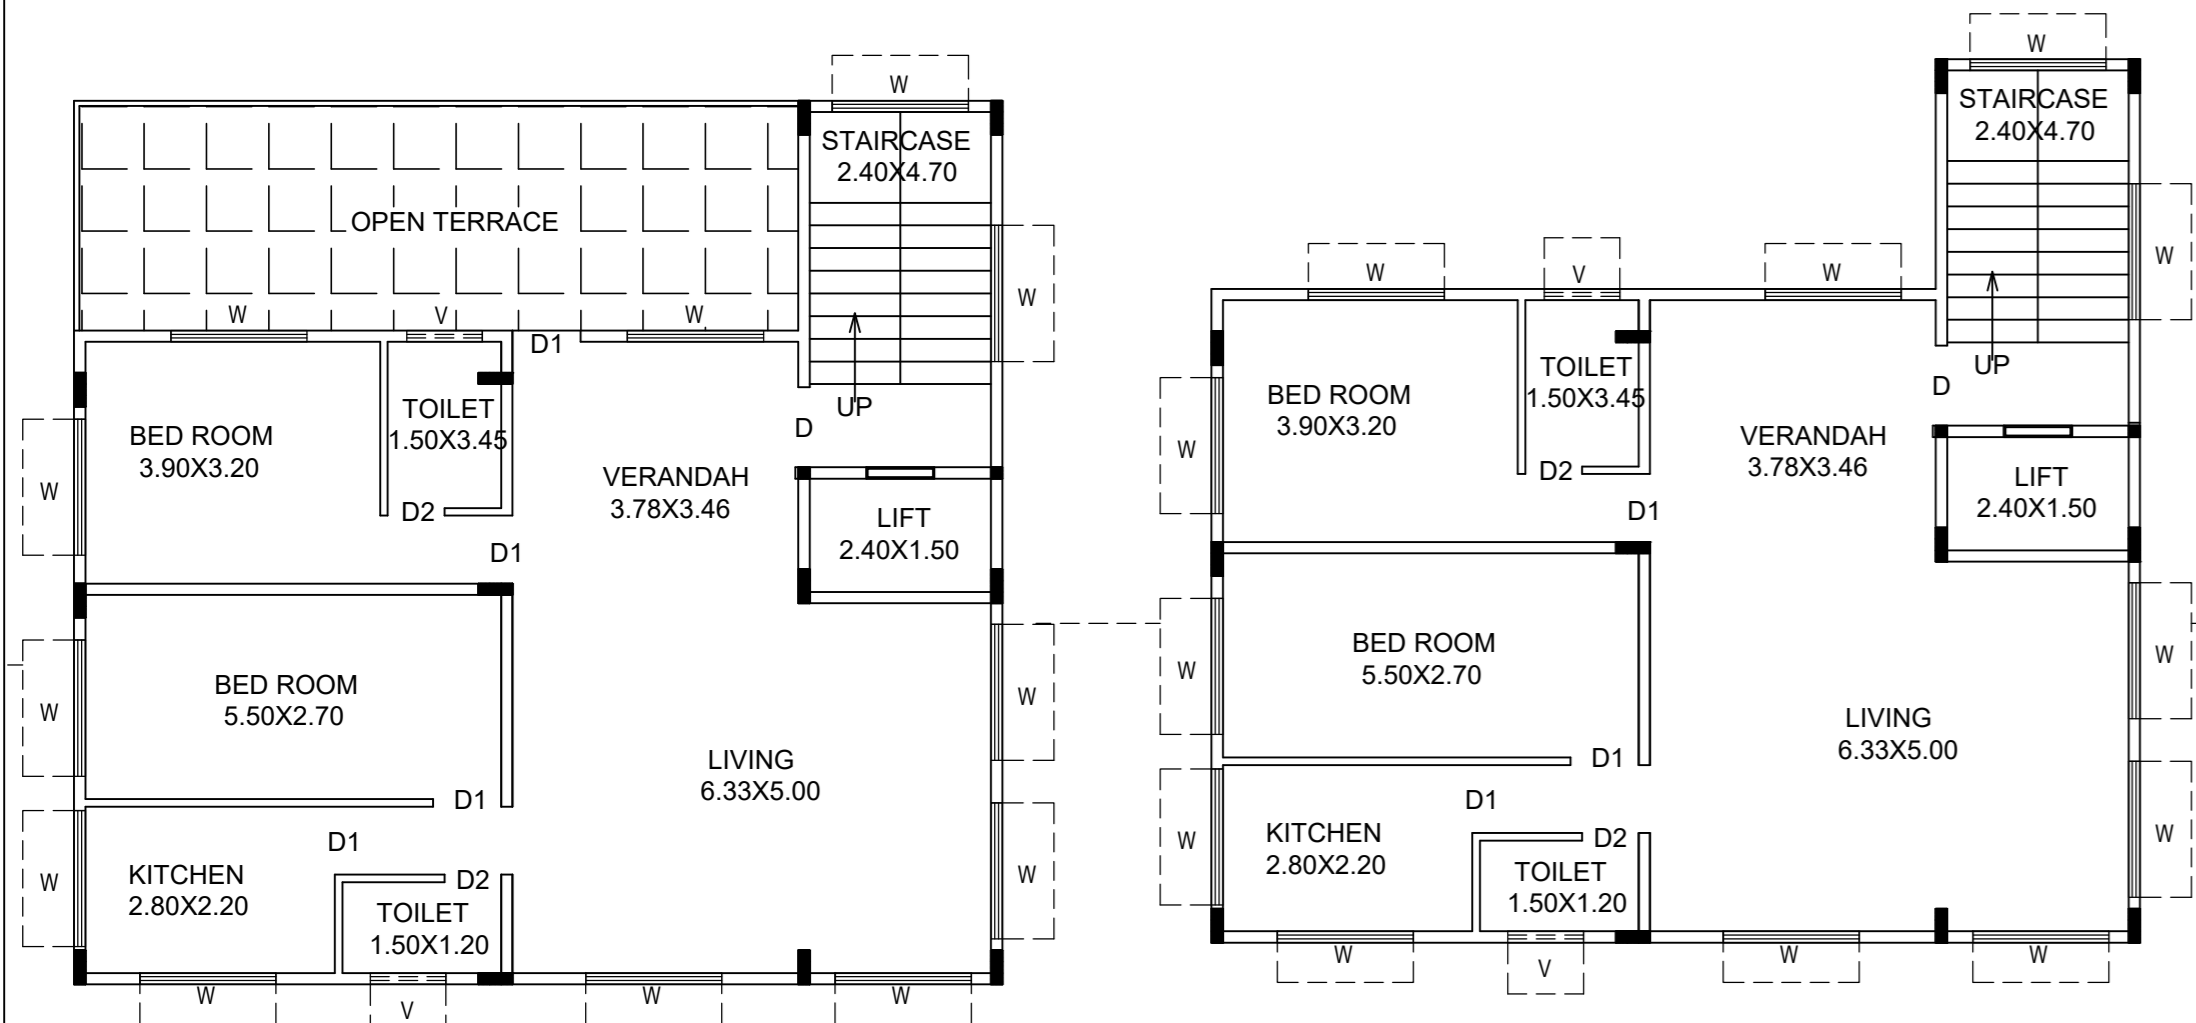 W
STAIRCASE
2.40X4.70
OPEN TERRACE
W
V
W
W
D1
UP
D
BED ROOM
3.90X3.20
TOILET
1.50X3.45
VERANDAH
3.78X3.46
W
D2
LIFT
2.40X1.50
D1
BED ROOM
5.50X2.70
W
W
LIVING
6.33X5.00
D1
D1
KITCHEN
2.80X2.20
W
D2
W
TOILET
1.50X1.20
W
V
W
W
W
STAIRCASE
2.40X4.70
W
W
V
W
UP
D
BED ROOM
3.90X3.20
TOILET
1.50X3.45
VERANDAH
3.78X3.46
W
D2
LIFT
2.40X1.50
D1
BED ROOM
5.50X2.70
W
W
LIVING
6.33X5.00
D1
D1
KITCHEN
2.80X2.20
W
D2
W
TOILET
1.50X1.20
W
V
W
W